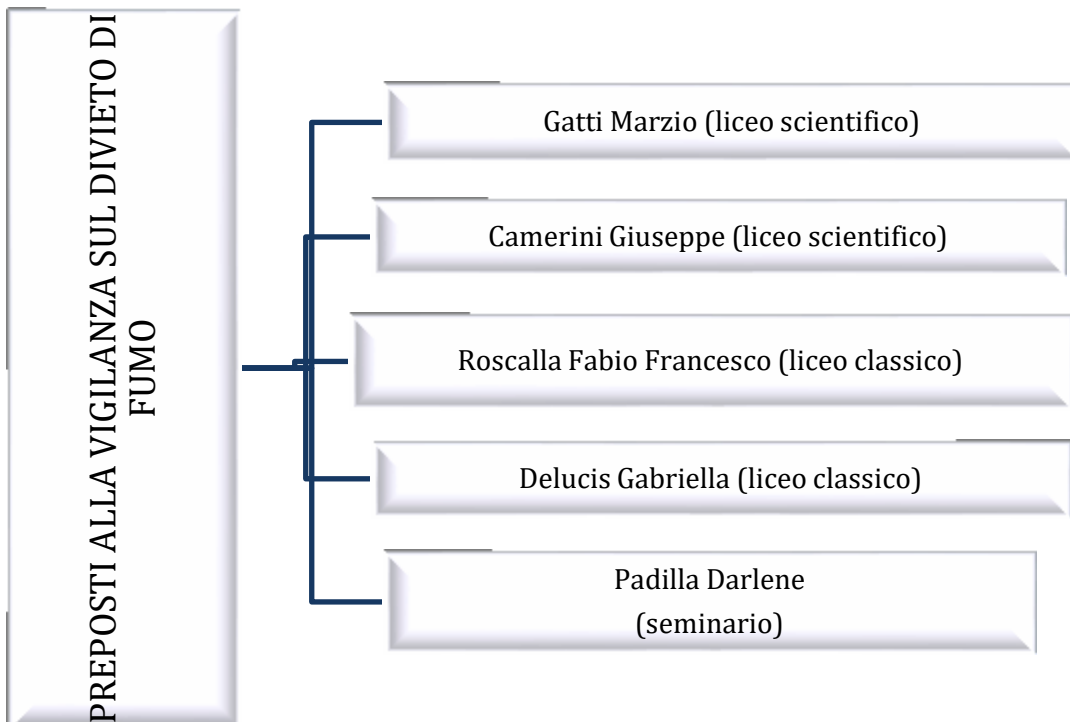 PREPOSTI ALLA VIGILANZA SUL DIVIETO DI
FUMO
Gatti Marzio (liceo scientifico)
Camerini Giuseppe (liceo scientifico)
Roscalla Fabio Francesco (liceo classico)
Delucis Gabriella (liceo classico)
Padilla Darlene
(seminario)